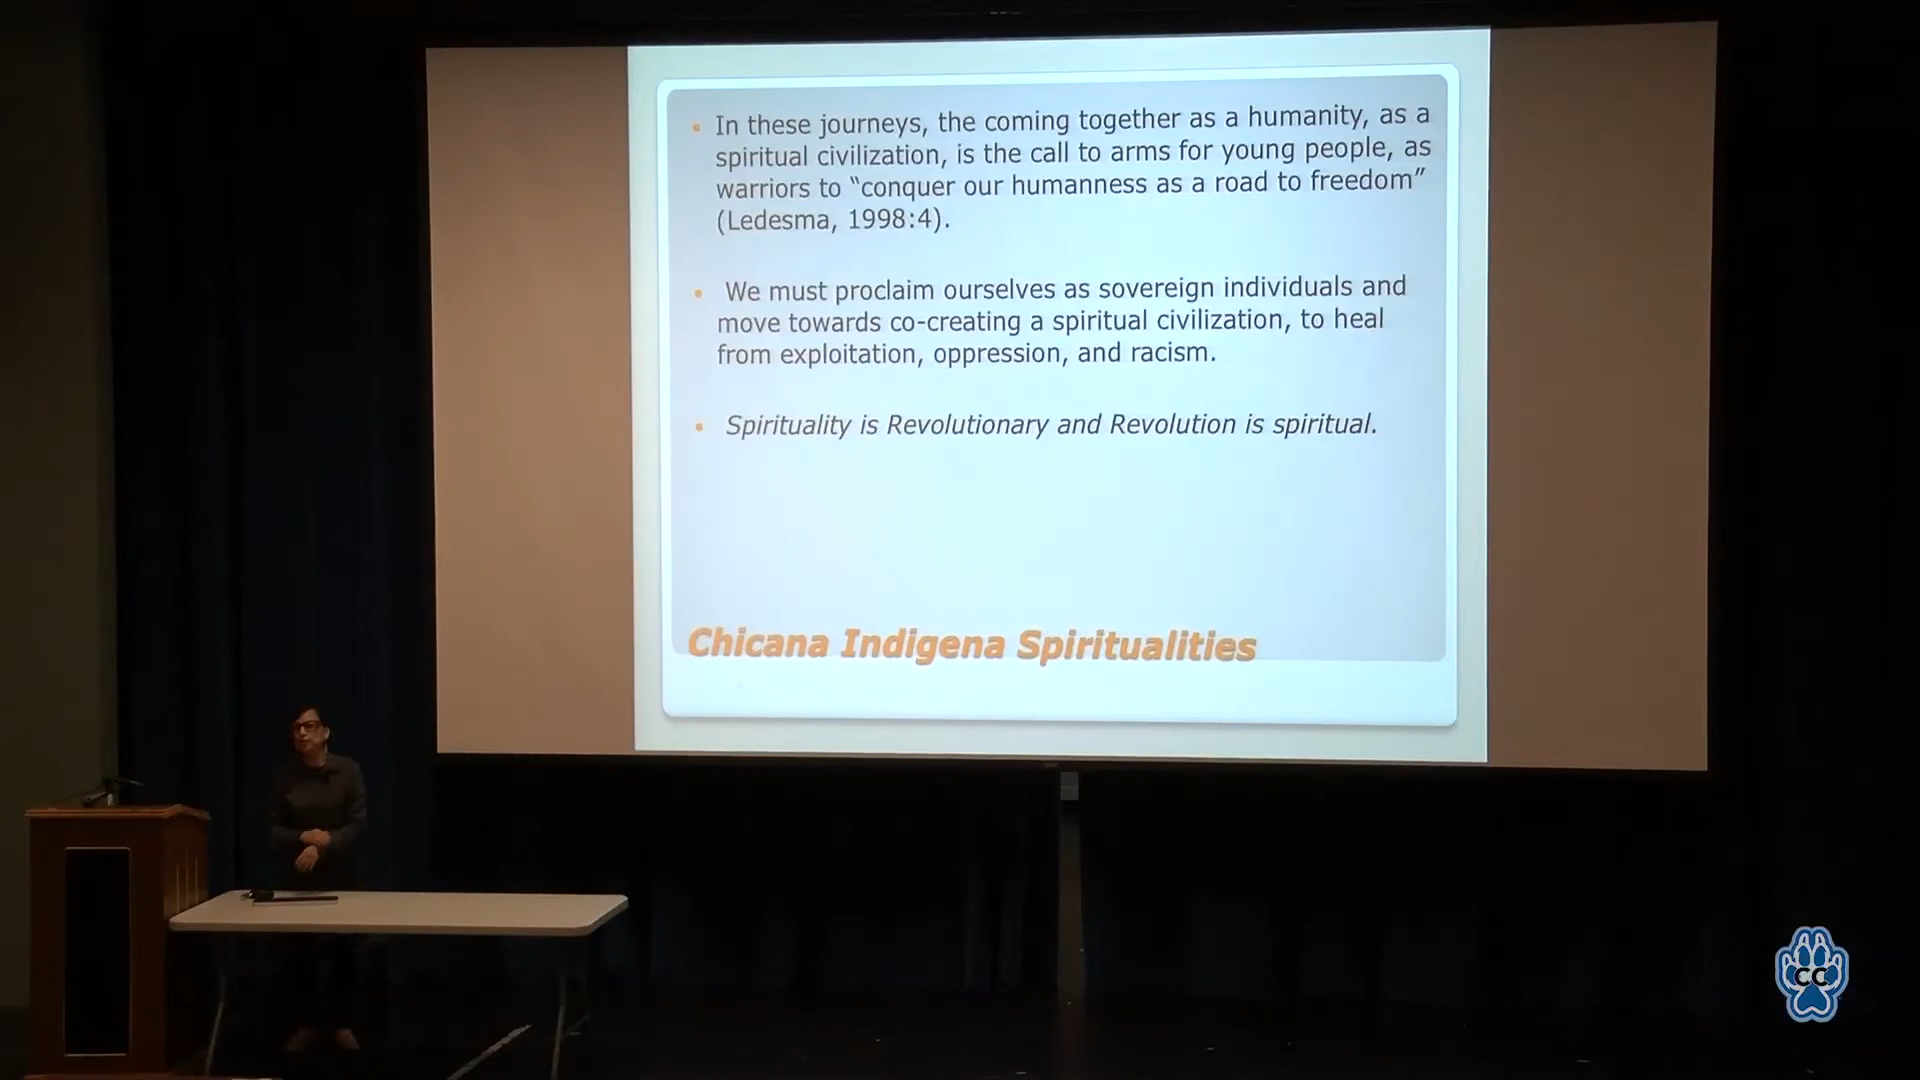 • In these journeys, the coming together as a humanity, as a
spiritual civilization, is the call to arms for young people, as
warriors to “conquer our humanness as a road to freedom”
(Ledesma, 1998:4).
• We must proclaim ourselves as sovereign individuals and
move towards co-creating a spiritual civilization, to heal
from exploitation, oppression, and racism.
• Spirituality is Revolutionary and Revolution is spiritual.
Chicana Indigena Spiritualities
CC